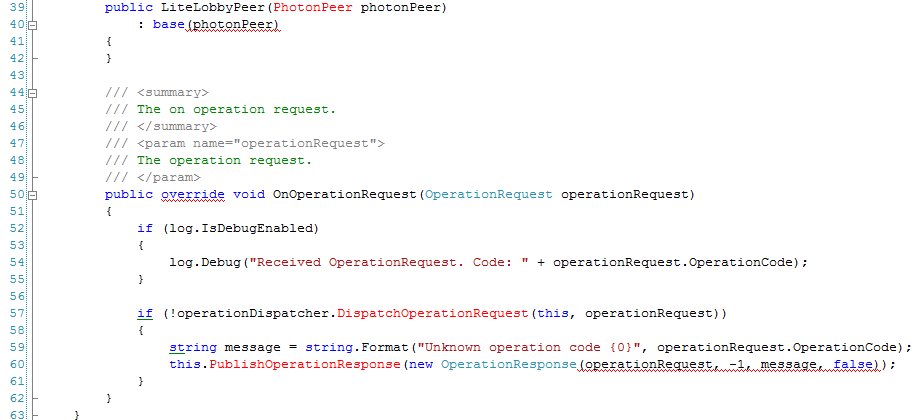 39 public LiteLobbyPeer(PhotonPeer photonPeer)
40 : base(photonPeer)
41 {
42 }
43
44 /// <summary>
45 /// The on operation request.
46 /// </summary>
47 /// <param name="operationRequest">
48 /// The operation request.
49 /// </param>
50 public override void OnOperationRequest(OperationRequest operationRequest)
51 {
52 if (log.IsDebugEnabled)
53 {
54 log.Debug("Received OperationRequest. Code: " + operationRequest.OperationCode);
55 }
56
57 if (!operationDispatcher.DispatchOperationRequest(this, operationRequest))
58 {
59 string message = string.Format("Unknown operation code {0}", operationRequest.OperationCode);
60 this.PublishOperationResponse(new OperationResponse(operationRequest, -1, message, false));
61 }
62 }
63 }